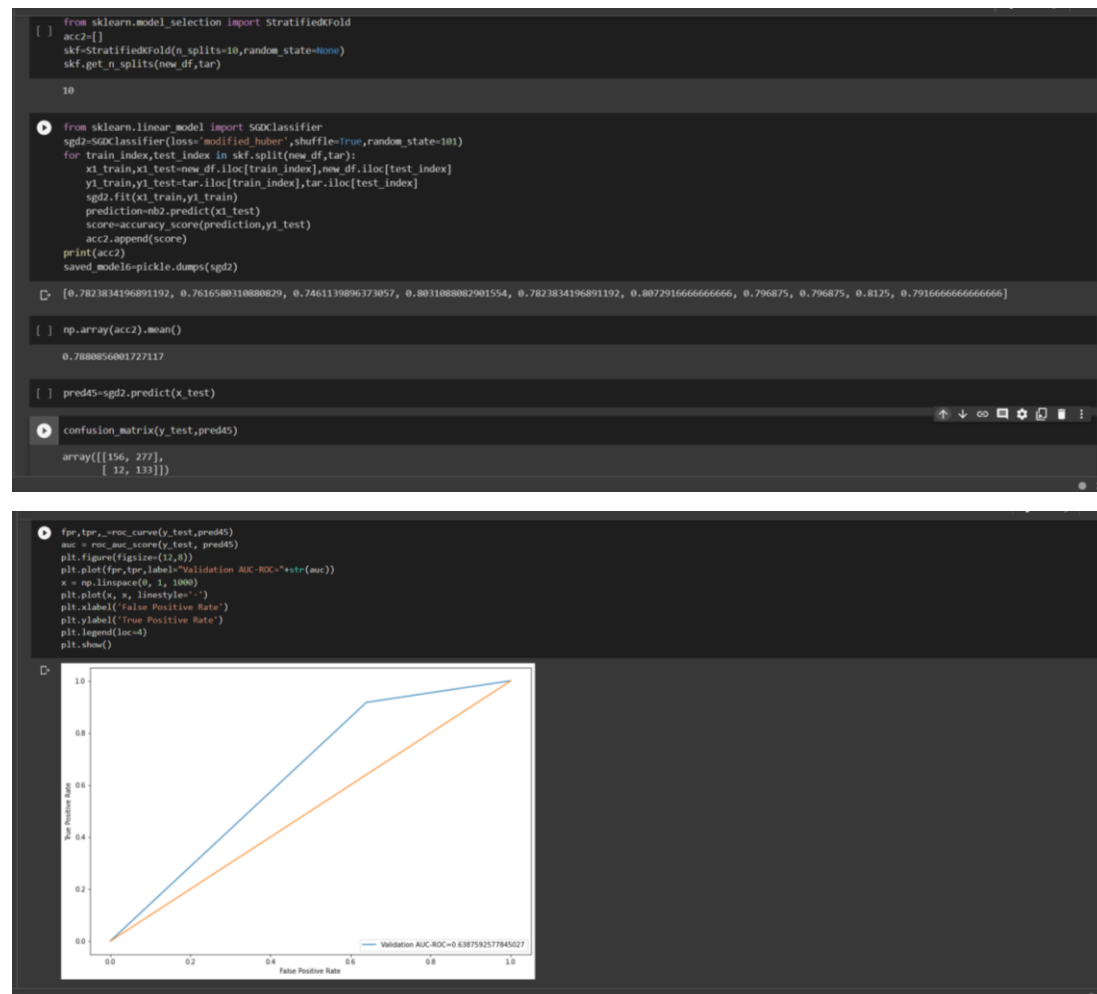 [ ] from sklearn.model_selection import StratifiedKFold
acc2=[]
skf=StratifiedKFold(n_splits=10,random_state=None)
skf.get_n_splits(new_df,tar)
10
from sklearn.linear_model import SGDClassifier
sgd2=SGDClassifier(loss='modified_huber',shuffle=True,random_state=101)
for train_index,test_index in skf.split(new_df,tar):
    x1_train,x1_test=new_df.iloc[train_index],new_df.iloc[test_index]
    y1_train,y1_test=tar.iloc[train_index],tar.iloc[test_index]
    sgd2.fit(x1_train,y1_train)
    prediction=nb2.predict(x1_test)
    score=accuracy_score(prediction,y1_test)
    acc2.append(score)
print(acc2)
saved_model6=pickle.dumps(sgd2)
[0.7823834196891192, 0.7616580310880829, 0.7461139896373057, 0.8031088082901554, 0.7823834196891192, 0.8072916666666666, 0.796875, 0.796875, 0.8125, 0.7916666666666666]
[ ] np.array(acc2).mean()
0.7880856001727117
[ ] pred45=sgd2.predict(x_test)
confusion_matrix(y_test,pred45)
array([[156, 277],
       [ 12, 133]])
fpr,tpr,_=roc_curve(y_test,pred45)
auc = roc_auc_score(y_test, pred45)
plt.figure(figsize=(12,8))
plt.plot(fpr,tpr,label="Validation AUC-ROC="+str(auc))
x = np.linspace(0, 1, 1000)
plt.plot(x, x, linestyle='-')
plt.xlabel('False Positive Rate')
plt.ylabel('True Positive Rate')
plt.legend(loc=4)
plt.show()
1.0
0.8
0.6
0.4
0.2
0.0
True Positive Rate
Validation AUC-ROC=0.6387592577845027
0.0 0.2 0.4 0.6 0.8 1.0
False Positive Rate